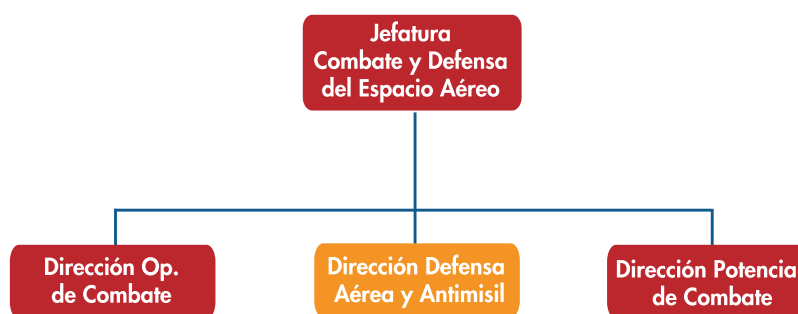 Jefatura
Combate y Defensa
del Espacio Aéreo
Dirección Op.
de Combate
Dirección Defensa
Aérea y Antimisil
Dirección Potencia
de Combate